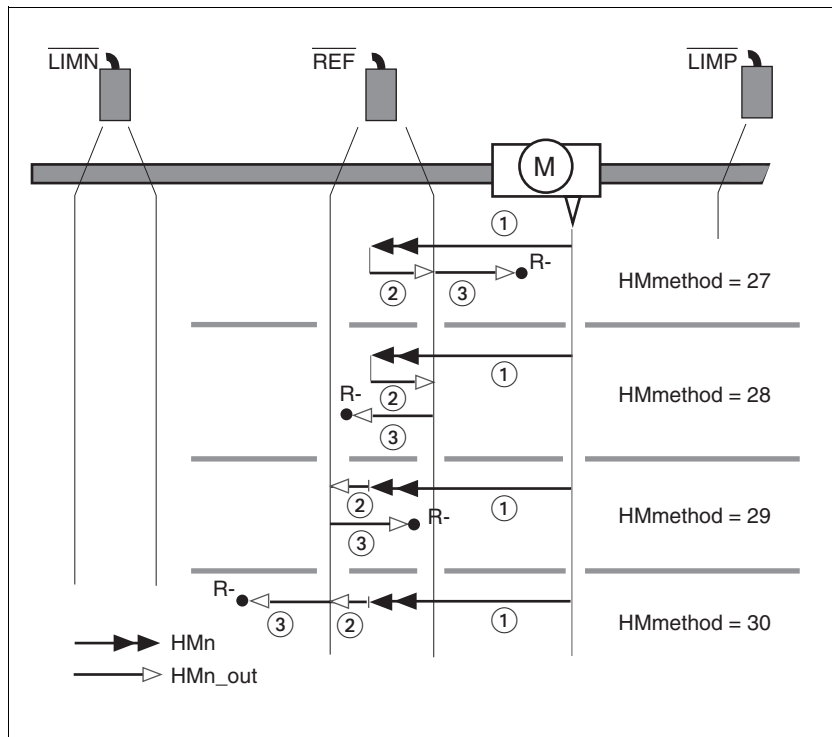 LIMN REF LIMP
M
①
R-
② ③ HMmethod = 27
①
②
R- HMmethod = 28
③
② ① R- HMmethod = 29
③
R-
③ ② ① HMmethod = 30
HMn
HMn_out